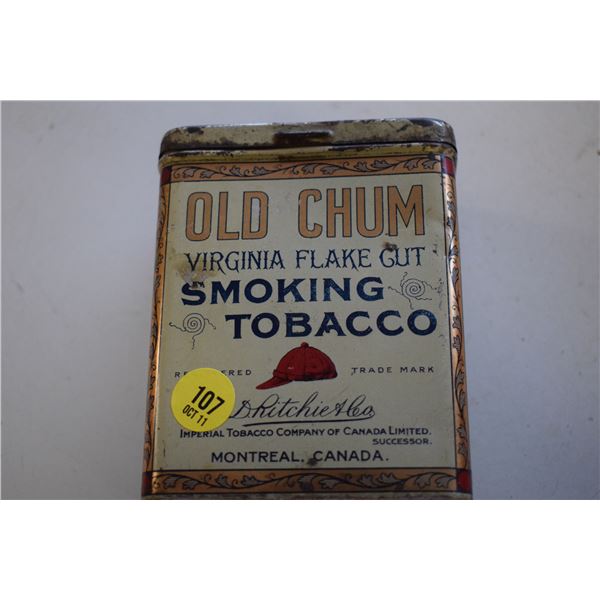 OLD CHUM
VIRGINIA FLAKE CUT
SMOKING
TOBACCO
TRADE MARK
107
OCT 11
D. Ritchie & Co.
IMPERIAL TOBACCO COMPANY OF CANADA LIMITED.
SUCCESSOR.
MONTREAL. CANADA.